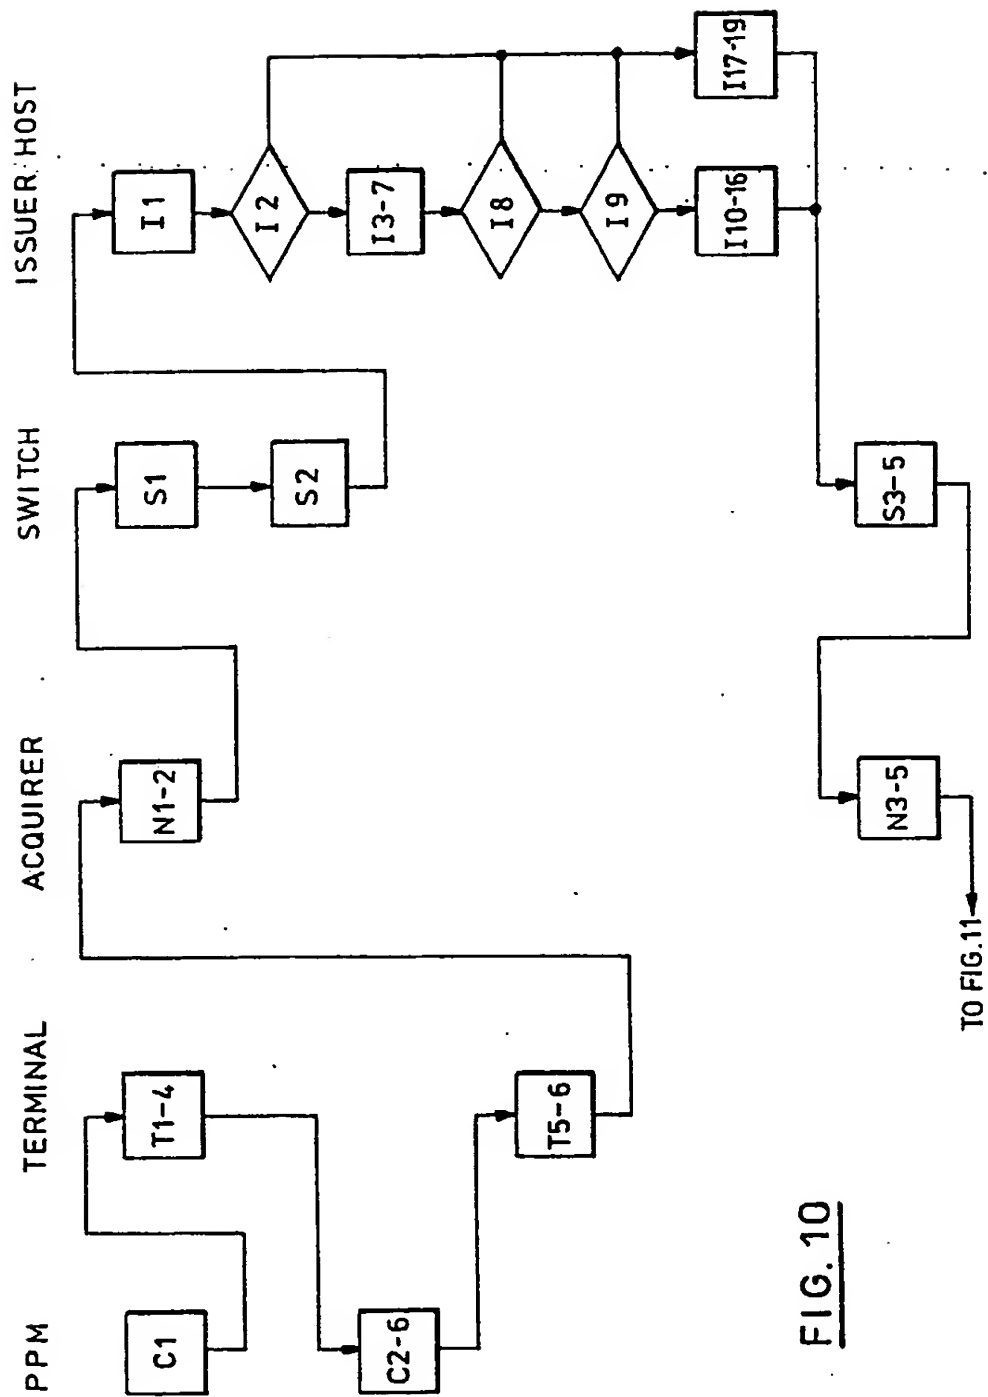 PPM
TERMINAL
ACQUIRER
SWITCH
ISSUER HOST
C1
T1-4
N1-2
S1
I1
I2
S2
C2-6
I3-7
T5-6
I8
I9
I10-16
I17-19
N3-5
S3-5
TO FIG.11
FIG. 10